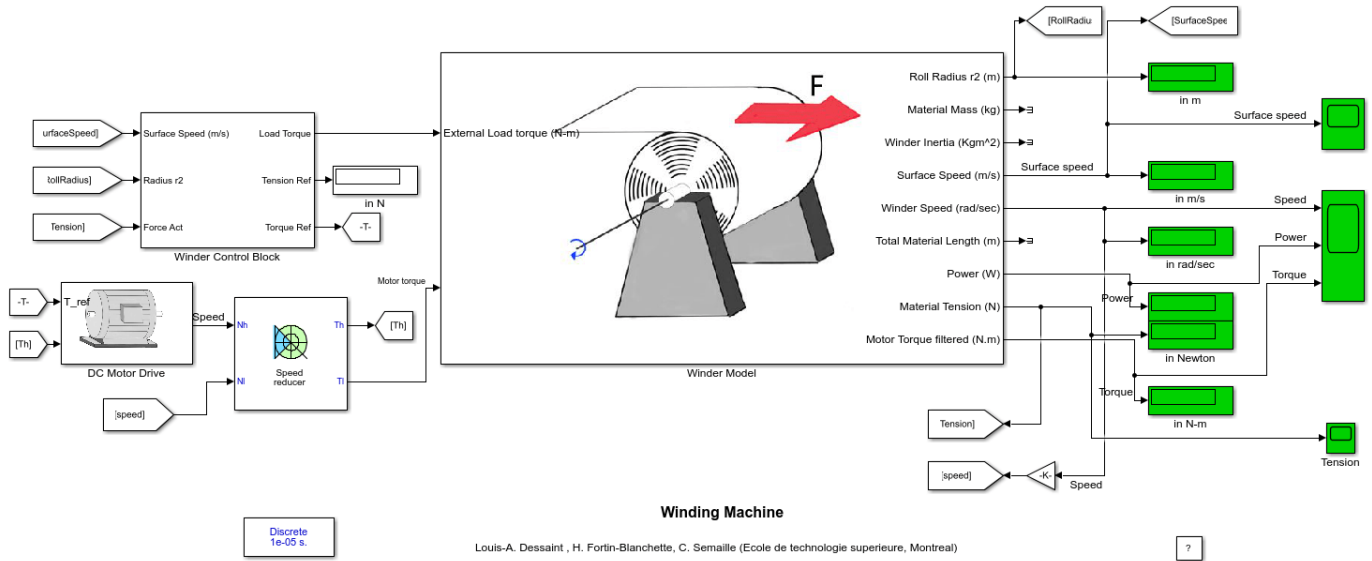 [RollRadiu
[SurfaceSpee
F
Roll Radius r2 (m)
in m
Material Mass (kg)
Surface speed
urfaceSpeed]
Surface Speed (m/s)
Load Torque
External Load torque (N-m)
Winder Inertia (Kgm^2)
Surface speed
Surface Speed (m/s)
RollRadius]
Radius r2
Tension Ref
in N
in m/s
Winder Speed (rad/sec)
Speed
Tension]
Force Act
Torque Ref
-T-
Total Material Length (m)
Power
Winder Control Block
in rad/sec
Power (W)
Torque
Motor torque
-T-
T_ref
Speed
Power
Material Tension (N)
Nh
Th
[Th]
[Th]
Motor Torque filtered (N.m)
in Newton
DC Motor Drive
Speed
reducer
Winder Model
Nl
Tl
Torque
[speed]
in N-m
Tension]
Tension
[speed]
-K-
Speed
Winding Machine
Discrete
1e-05 s.
Louis-A. Dessaint , H. Fortin-Blanchette, C. Semaille (Ecole de technologie superieure, Montreal)
?